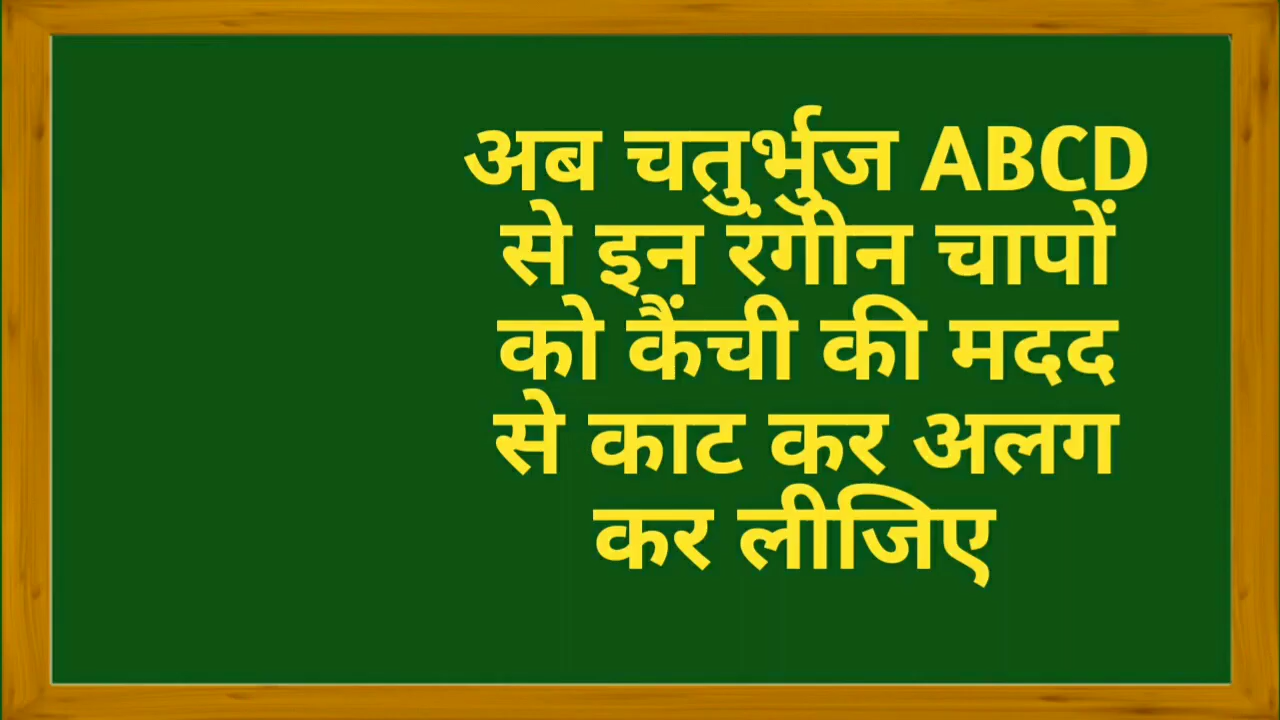 अब चतुर्भुज ABCD
से इन रंगीन चापों
को कैंची की मदद
से काट कर अलग
कर लीजिए